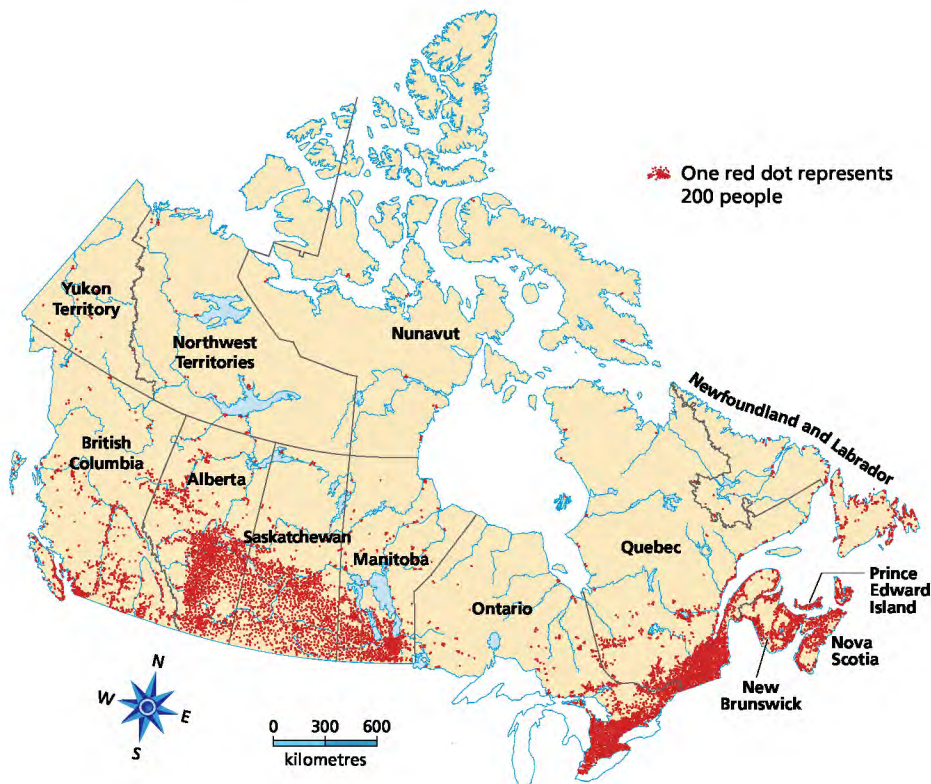 One red dot represents
200 people
Yukon
Territory
Northwest
Territories
Nunavut
Newfoundland and Labrador
British
Columbia
Alberta
Saskatchewan
Manitoba
Ontario
Quebec
Prince
Edward
Island
Nova
Scotia
New
Brunswick
N
W
E
S
0 300 600
kilometres